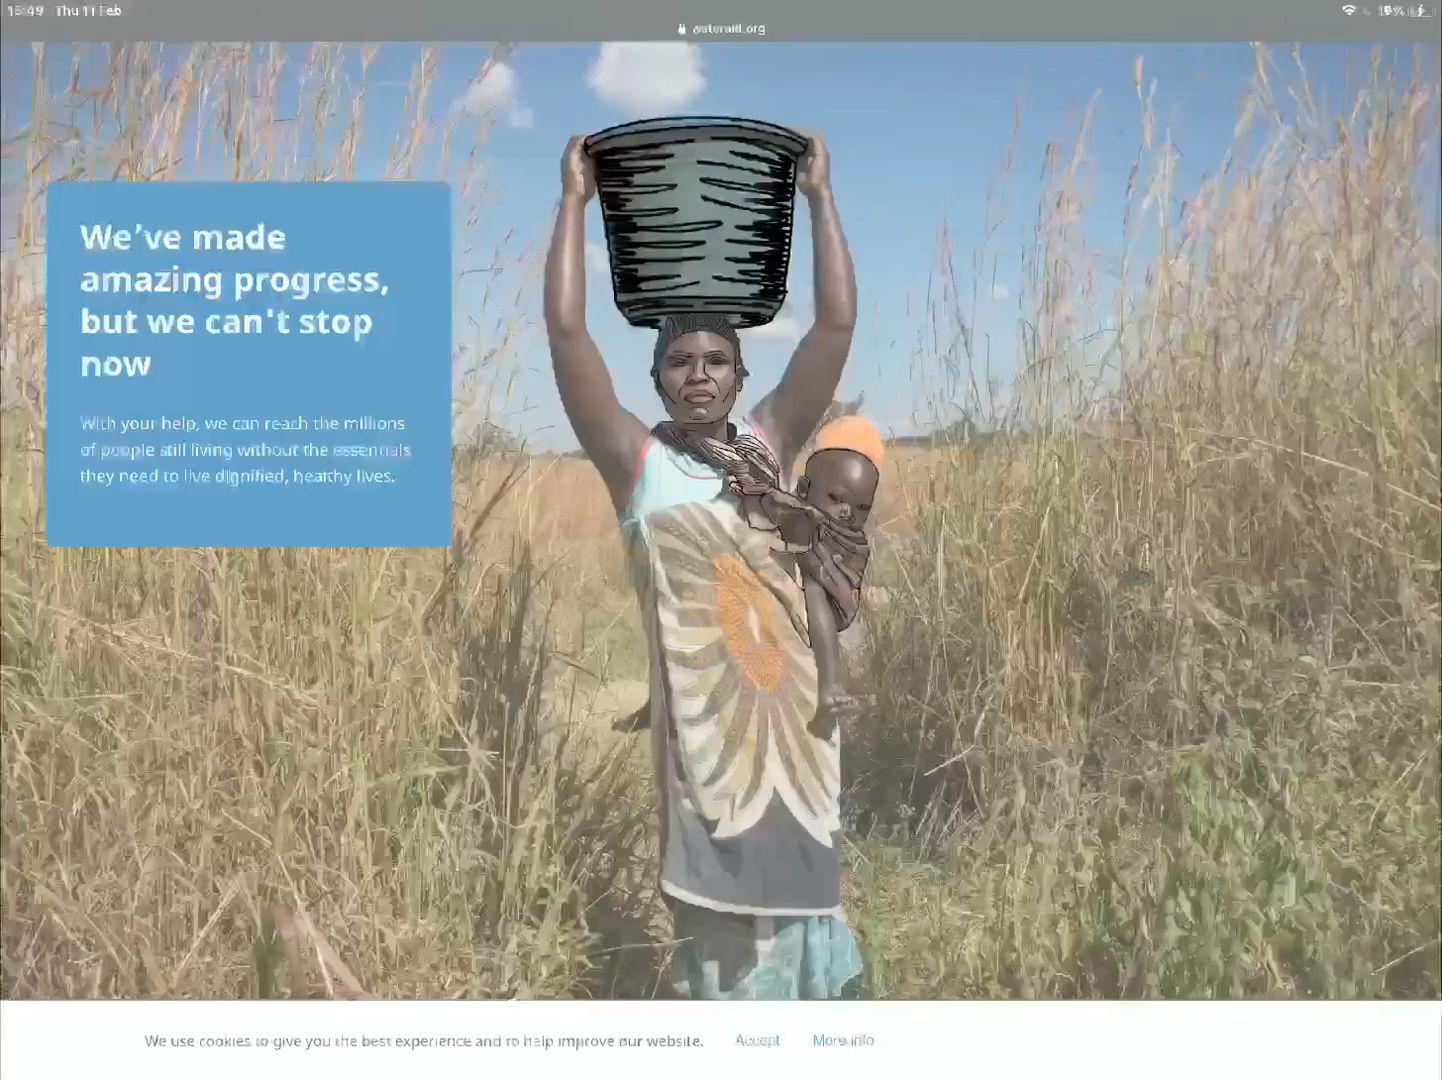 15:49 Thu 11 Feb
wateraid.org
We've made
amazing progress,
but we can't stop
now
With your help, we can reach the millions
of people still living without the essentials
they need to live dignified, healthy lives.
We use cookies to give you the best experience and to help improve our website. Accept More info